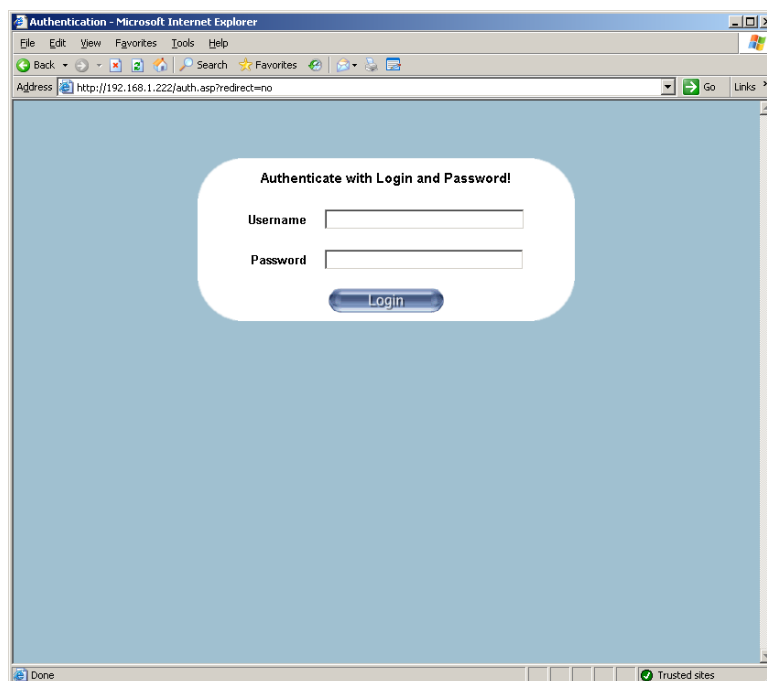 Authentication - Microsoft Internet Explorer
File Edit View Favorites Tools Help
Back Search Favorites
Address http://192.168.1.222/auth.asp?redirect=no Go Links
Authenticate with Login and Password!
Username
Password
Login
Done Trusted sites